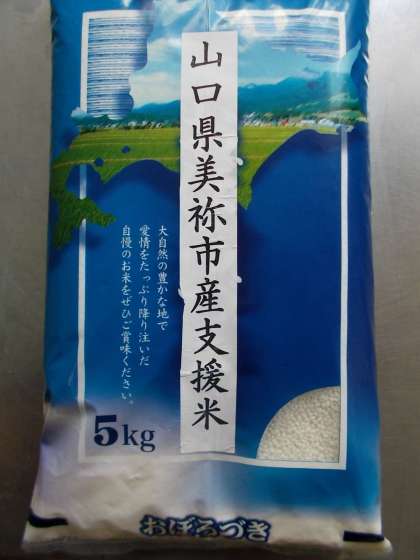 山口県美祢市産支援米
大自然の豊かな地で
愛情をたっぷり降り注いだ
自慢のお米をぜひご賞味ください。
5kg
おぼろづき